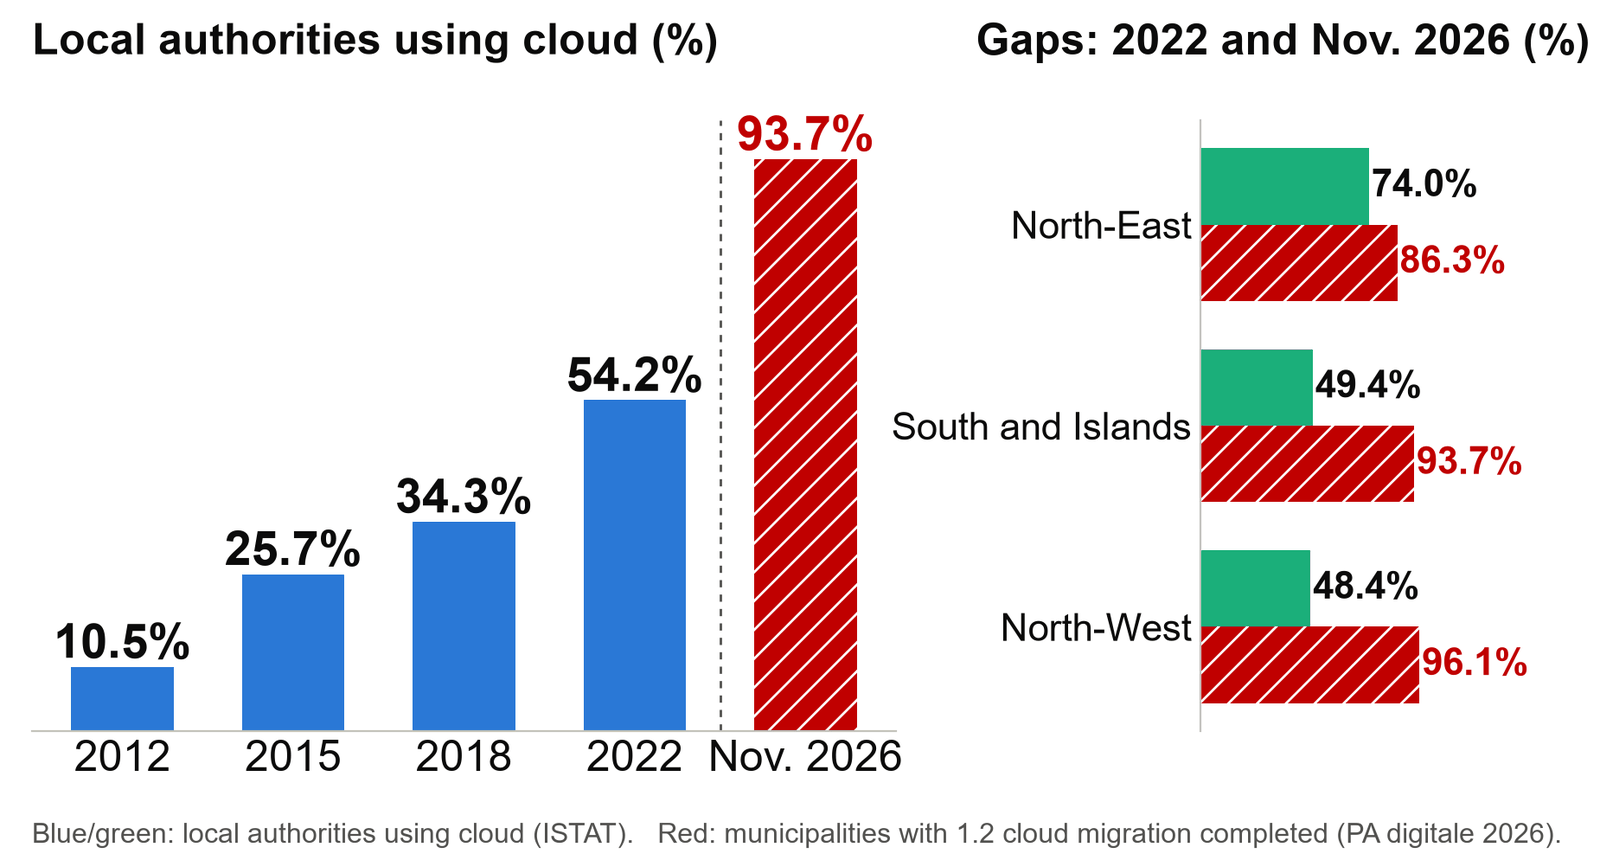 Local authorities using cloud (%)
10.5%
25.7%
34.3%
54.2%
93.7%
2012
2015
2018
2022
Nov. 2026
Gaps: 2022 and Nov. 2026 (%)
North-East
74.0%
86.3%
South and Islands
49.4%
93.7%
North-West
48.4%
96.1%
Blue/green: local authorities using cloud (ISTAT). Red: municipalities with 1.2 cloud migration completed (PA digitale 2026).